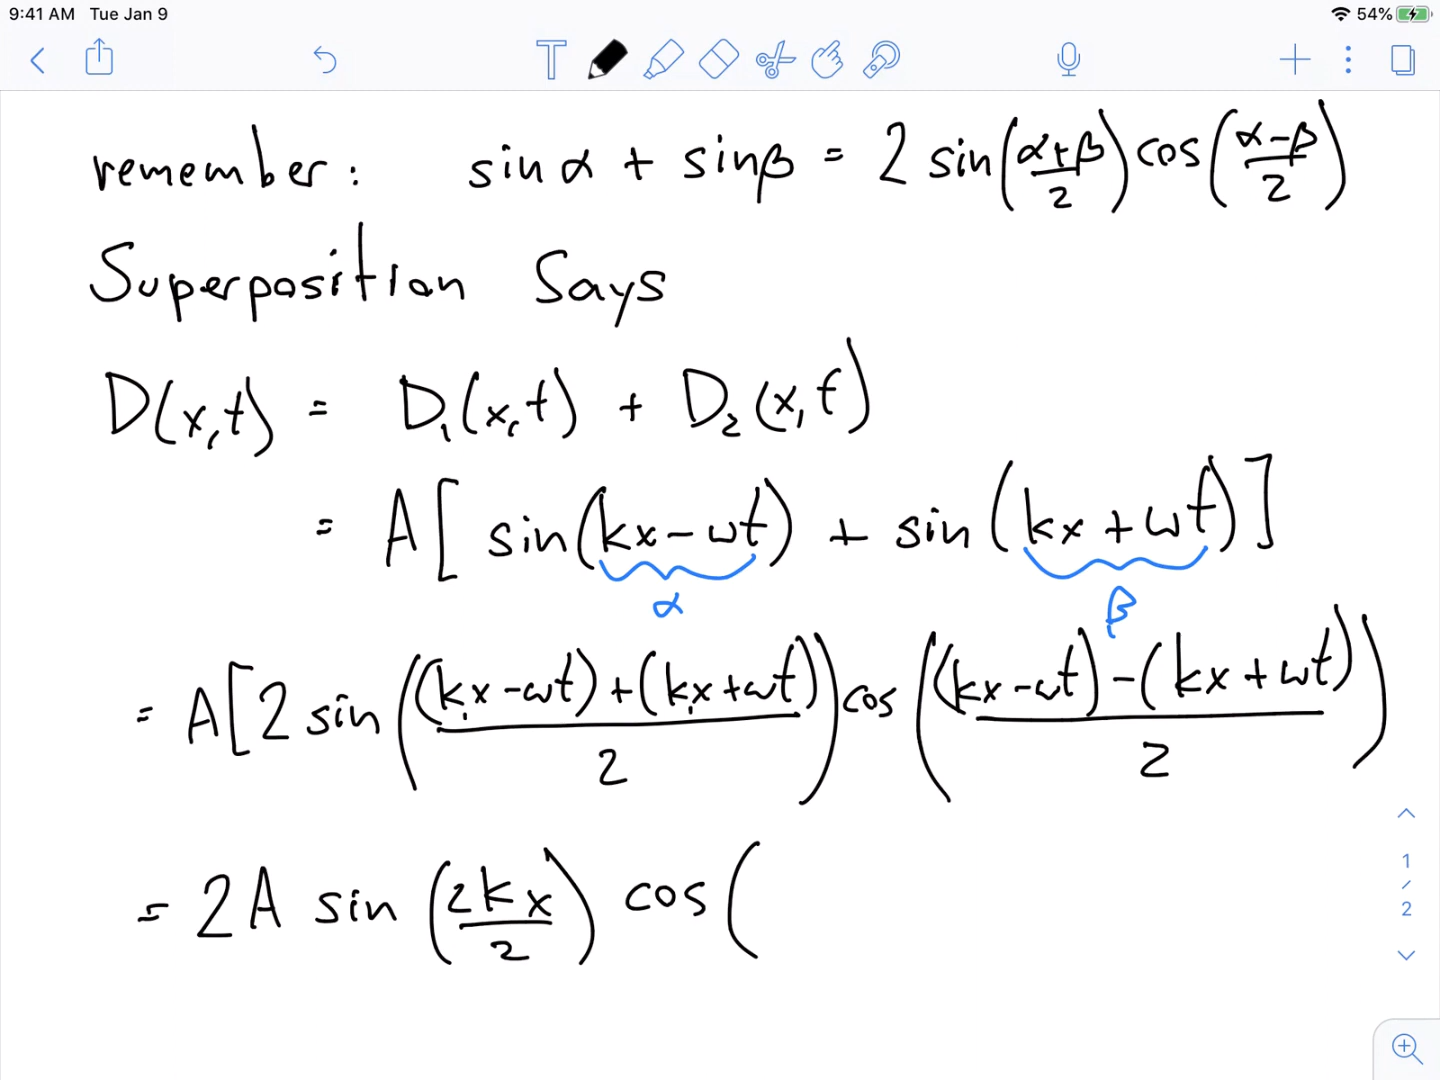 9:41 AM Tue Jan 9 54%
T
remember: sin α + sin β = 2 sin((α+β)/2) cos((α-β)/2)
Superposition Says
D(x,t) = D₁(x,t) + D₂(x,t)
= A[ sin(kx-ωt) + sin(kx+ωt)]
α β
= A[2 sin(((kx-ωt)+(kx+ωt))/2) cos(((kx-ωt)-(kx+ωt))/2)
= 2A sin(2kx/2) cos(
1
/
2